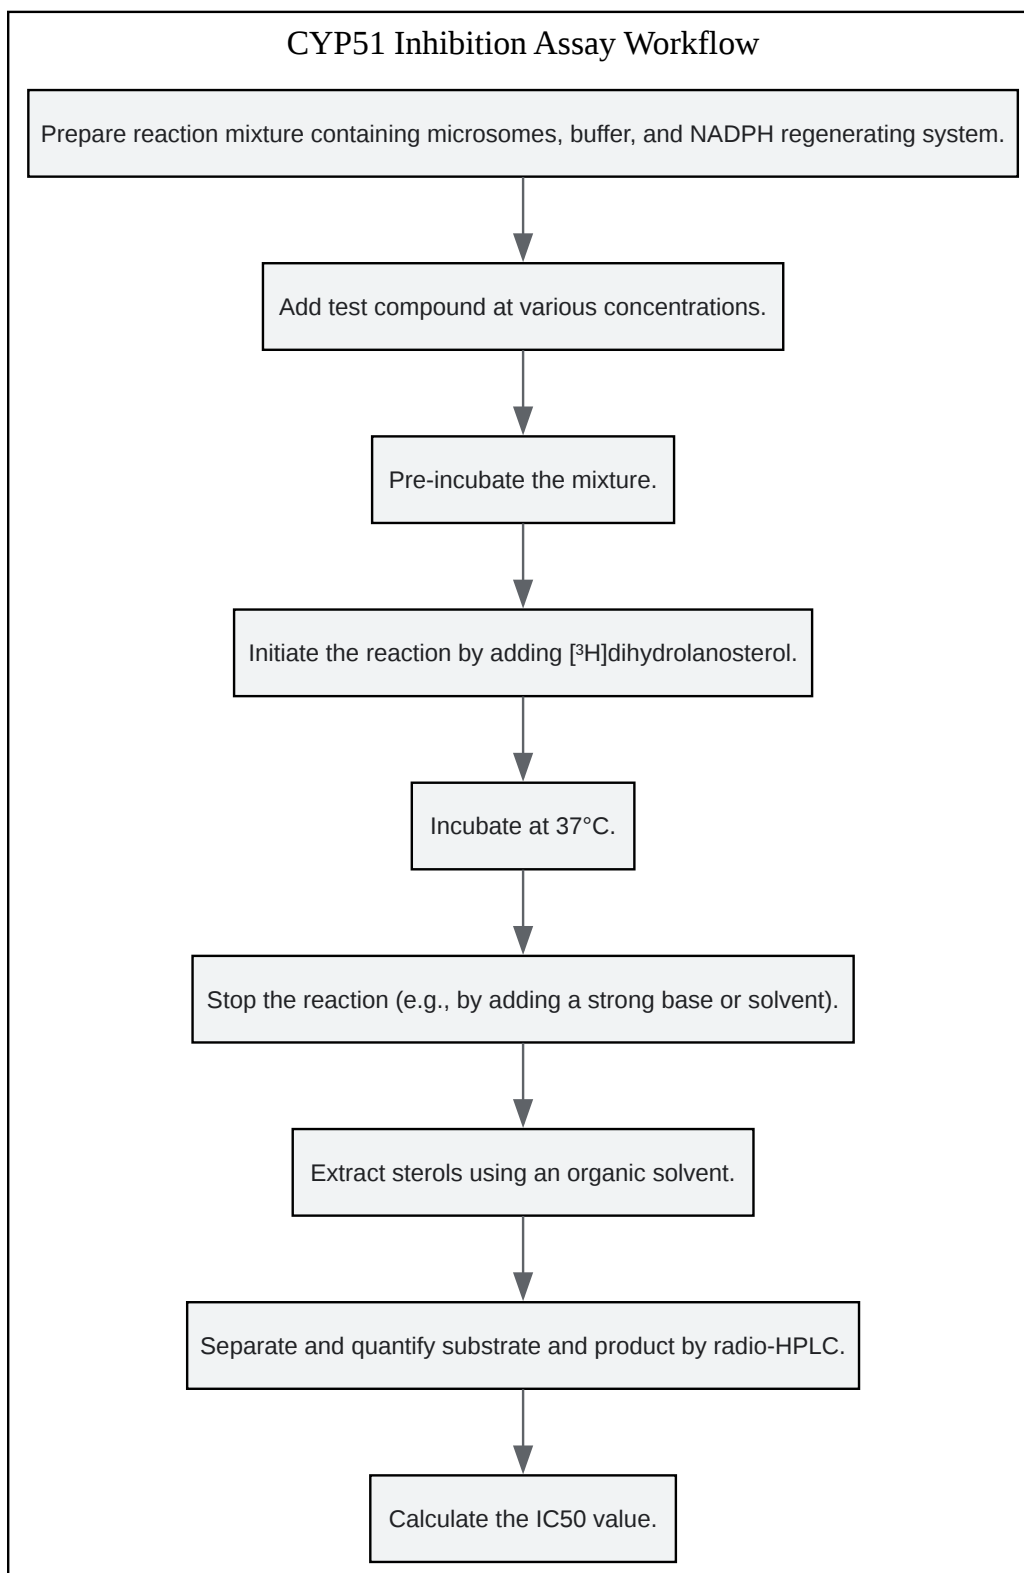 CYP51 Inhibition Assay Workflow
Prepare reaction mixture containing microsomes, buffer, and NADPH regenerating system.
Add test compound at various concentrations.
Pre-incubate the mixture.
Initiate the reaction by adding [³H]dihydrolanosterol.
Incubate at 37°C.
Stop the reaction (e.g., by adding a strong base or solvent).
Extract sterols using an organic solvent.
Separate and quantify substrate and product by radio-HPLC.
Calculate the IC50 value.